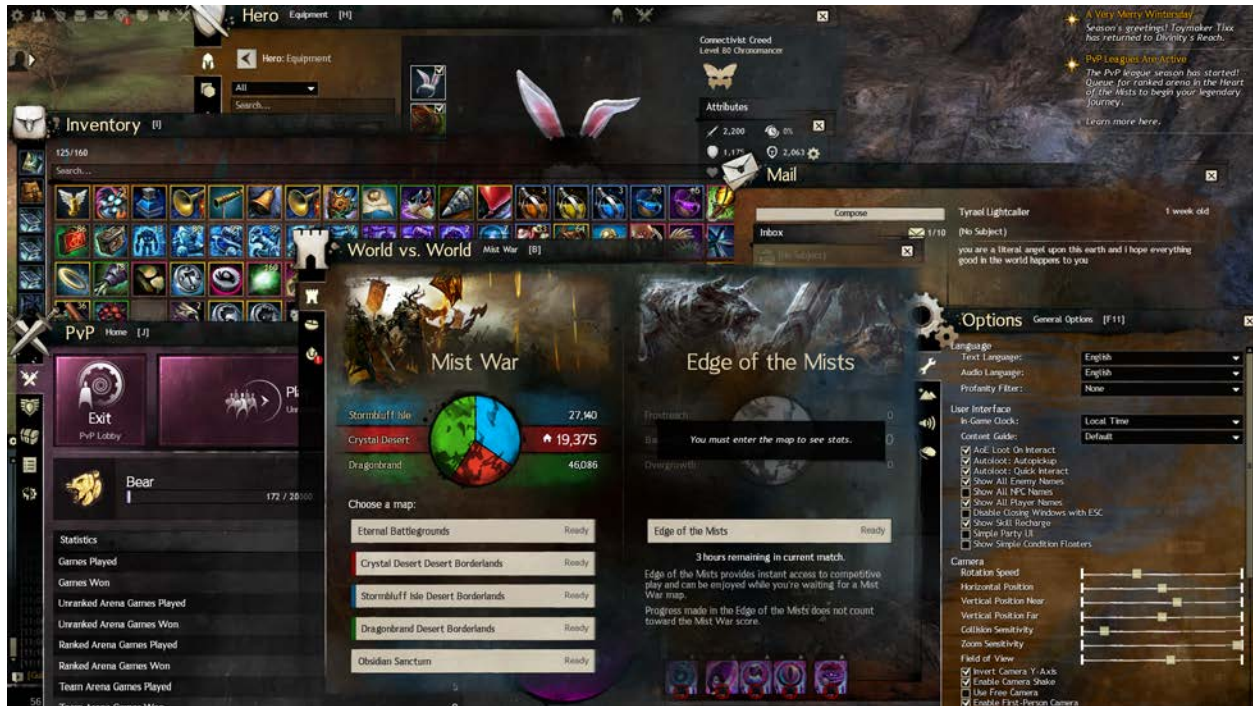 Hero Equipment [H]
Hero: Equipment
All
Search...
Connectivist Creed
Level 80 Chronomancer
Attributes
2,200 0%
1,175 2,063
A Very Merry Wintersday
Season's greetings! Toymaker Tixx
has returned to Divinity's Reach.
PvP Leagues Are Active
The PvP league season has started!
Queue for ranked arena in the Heart
of the Mists to begin your legendary
journey.
Learn more here.
Inventory [I]
125/160
Search...
Mail
Compose
Inbox 1/10
(No Subject)
Tyrael Lightcaller 1 week old
(No Subject)
you are a literal angel upon this earth and i hope everything
good in the world happens to you
World vs. World Mist War [B]
Mist War
Stormbluff Isle 27,140
Crystal Desert 19,375
Dragonbrand 46,086
Choose a map:
Eternal Battlegrounds Ready
Crystal Desert Desert Borderlands Ready
Stormbluff Isle Desert Borderlands Ready
Dragonbrand Desert Borderlands Ready
Obsidian Sanctum Ready
Edge of the Mists
Frostreach 0
You must enter the map to see stats.
Overgrowth 0
Edge of the Mists Ready
3 hours remaining in current match.
Edge of the Mists provides instant access to competitive
play and can be enjoyed while you're waiting for a Mist
War map.
Progress made in the Edge of the Mists does not count
toward the Mist War score.
PvP Home [J]
Exit
PvP Lobby
Bear
Statistics
Games Played
Games Won
Unranked Arena Games Played
Unranked Arena Games Won
Ranked Arena Games Played
Ranked Arena Games Won
Team Arena Games Played
Team Arena Games Won
56
Options General Options [F11]
Language
Text Language: English
Audio Language: English
Profanity Filter: None
User Interface
In-Game Clock: Local Time
Content Guide: Default
AoE Loot On Interact
Autoloot: Autopickup
Autoloot: Quick Interact
Show All Enemy Names
Show All NPC Names
Show All Player Names
Disable Closing Windows with ESC
Show Skill Recharge
Simple Party UI
Show Simple Condition Floaters
Camera
Rotation Speed
Horizontal Position
Vertical Position Near
Vertical Position Far
Collision Sensitivity
Zoom Sensitivity
Field of View
Invert Camera Y-Axis
Enable Camera Shake
Use Free Camera
Enable First-Person Camera